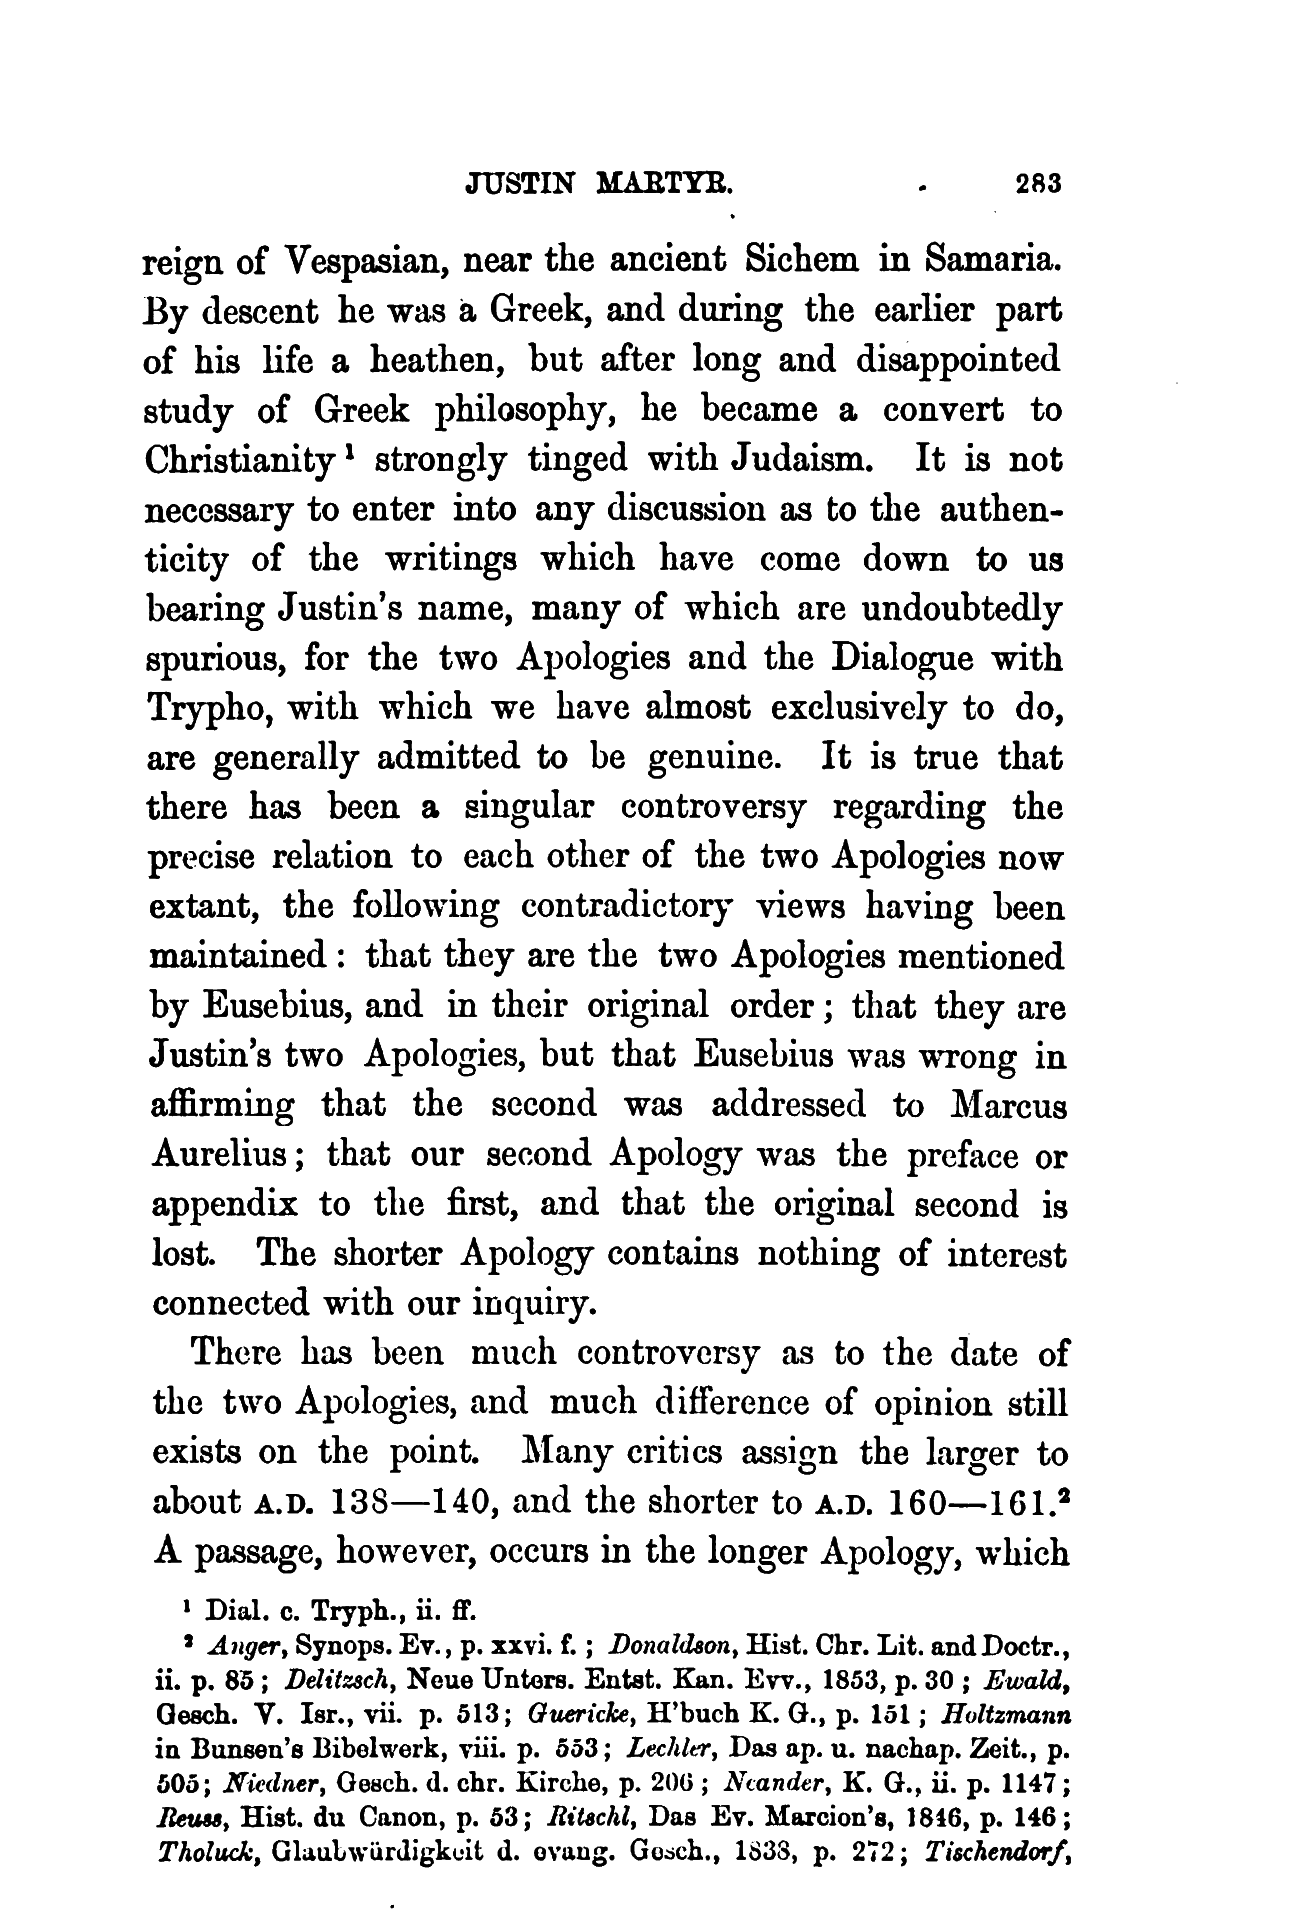 JUSTIN MARTYR. 283
reign of Vespasian, near the ancient Sichem in Samaria.
By descent he was a Greek, and during the earlier part
of his life a heathen, but after long and disappointed
study of Greek philosophy, he became a convert to
Christianity ¹ strongly tinged with Judaism. It is not
necessary to enter into any discussion as to the authen-
ticity of the writings which have come down to us
bearing Justin's name, many of which are undoubtedly
spurious, for the two Apologies and the Dialogue with
Trypho, with which we have almost exclusively to do,
are generally admitted to be genuine. It is true that
there has been a singular controversy regarding the
precise relation to each other of the two Apologies now
extant, the following contradictory views having been
maintained : that they are the two Apologies mentioned
by Eusebius, and in their original order ; that they are
Justin's two Apologies, but that Eusebius was wrong in
affirming that the second was addressed to Marcus
Aurelius ; that our second Apology was the preface or
appendix to the first, and that the original second is
lost. The shorter Apology contains nothing of interest
connected with our inquiry.
There has been much controversy as to the date of
the two Apologies, and much difference of opinion still
exists on the point. Many critics assign the larger to
about A.D. 138—140, and the shorter to A.D. 160—161.²
A passage, however, occurs in the longer Apology, which
¹ Dial. c. Tryph., ii. ff.
² Anger, Synops. Ev., p. xxvi. f. ; Donaldson, Hist. Chr. Lit. and Doctr.,
ii. p. 85 ; Delitzsch, Neue Unters. Entst. Kan. Evv., 1853, p. 30 ; Ewald,
Gesch. V. Isr., vii. p. 513; Guericke, H'buch K. G., p. 151 ; Holtzmann
in Bunsen's Bibelwerk, viii. p. 553 ; Lechler, Das ap. u. nachap. Zeit., p.
505; Niedner, Gesch. d. chr. Kirche, p. 206 ; Neander, K. G., ii. p. 1147 ;
Reuss, Hist. du Canon, p. 53 ; Ritschl, Das Ev. Marcion's, 1846, p. 146 ;
Tholuck, Glaubwürdigkeit d. evang. Gesch., 1838, p. 272 ; Tischendorf,